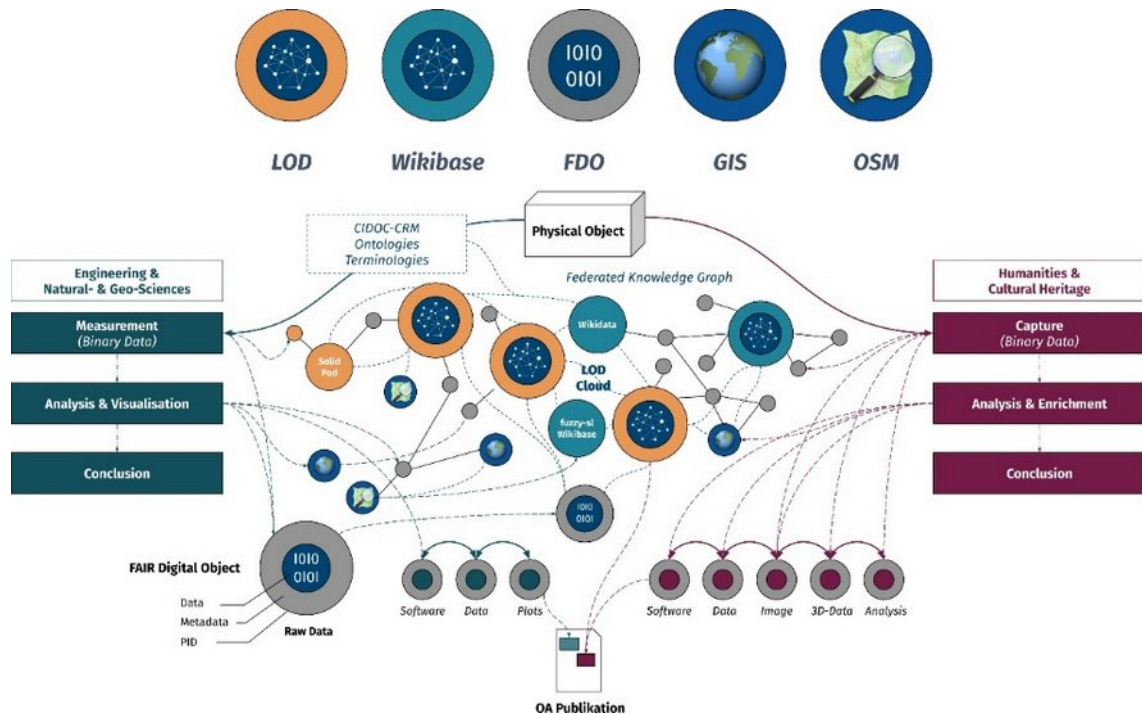 1010
0101
LOD
Wikibase
FDO
GIS
OSM
CIDOC-CRM
Ontologies
Terminologies
Physical Object
Federated Knowledge Graph
Engineering &
Natural- & Geo-Sciences
Humanities &
Cultural Heritage
Measurement
(Binary Data)
Capture
(Binary Data)
Wikidata
Solid
Pod
LOD
Cloud
Analysis & Visualisation
Analysis & Enrichment
fuzzy-sl
Wikibase
Conclusion
Conclusion
1010
0101
1010
0101
FAIR Digital Object
Data
Metadata
PID
Raw Data
Software
Data
Plots
Software
Data
Image
3D-Data
Analysis
OA Publikation